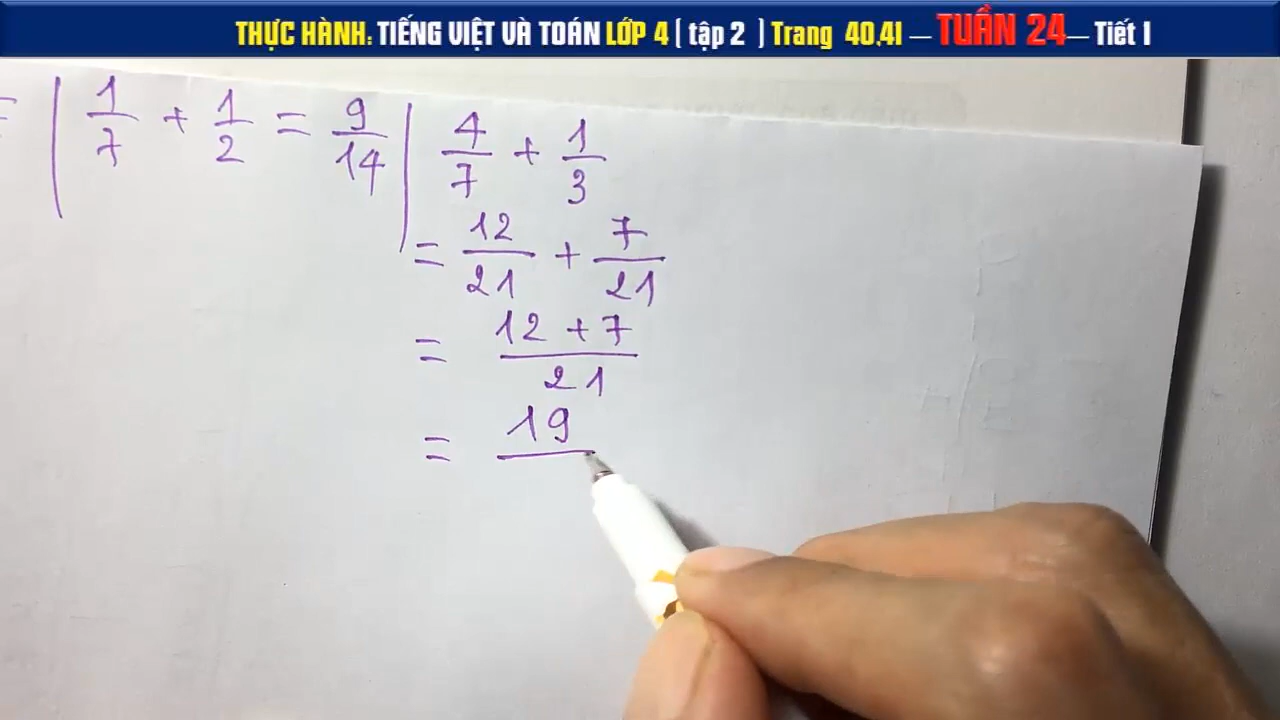 THỰC HÀNH: TIẾNG VIỆT VÀ TOÁN LỚP 4 ( tập 2 ) Trang 40,41 – TUẦN 24– Tiết 1
= | 1/7 + 1/2 = 9/14 | 4/7 + 1/3
= 12/21 + 7/21
= (12 + 7)/21
= 19/